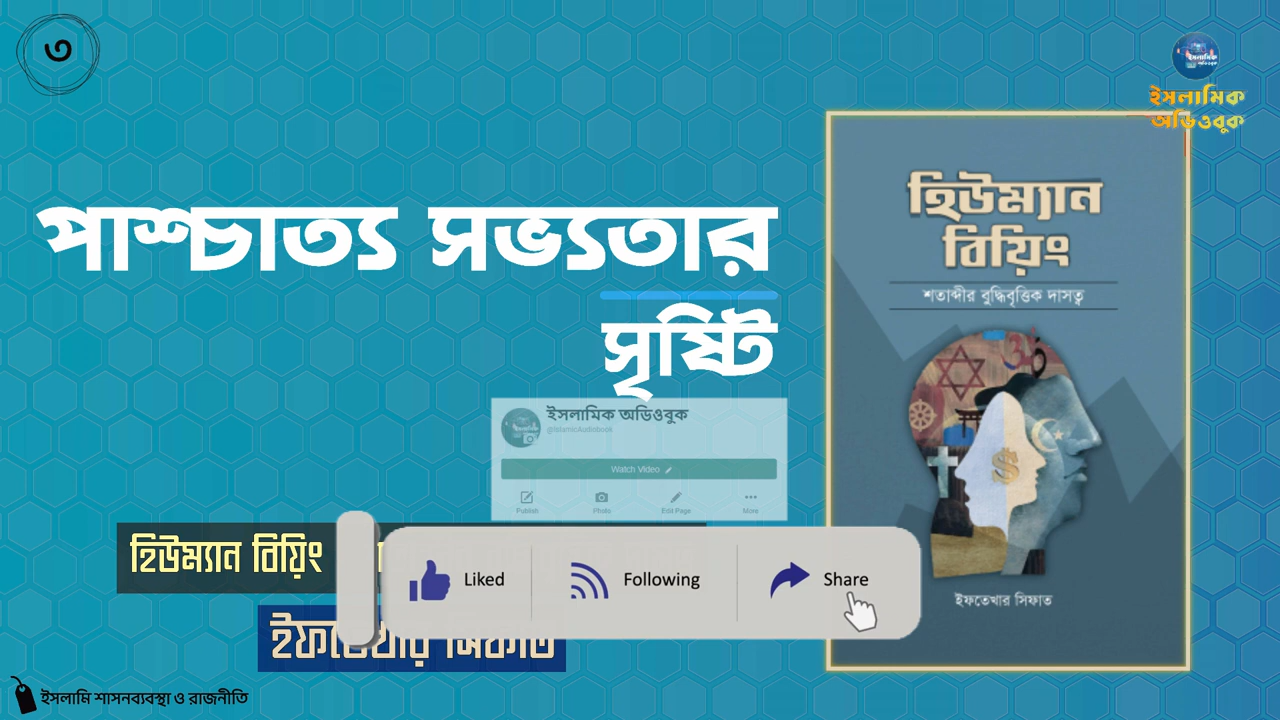 ৩
ইসলামিক
অডিওবুক
পাশ্চাত্য সভ্যতার
সৃষ্টি
হিউম্যান
বিয়িং
শতাব্দীর বুদ্ধিবৃত্তিক দাসত্ব
ইফতেখার সিফাত
ইসলামিক অডিওবুক
@IslamicAudiobook
Watch Video
Publish Photo Edit Page More
হিউম্যান বিয়িং
Liked Following Share
ইফতেখার সিফাত
ইসলামি শাসনব্যবস্থা ও রাজনীতি